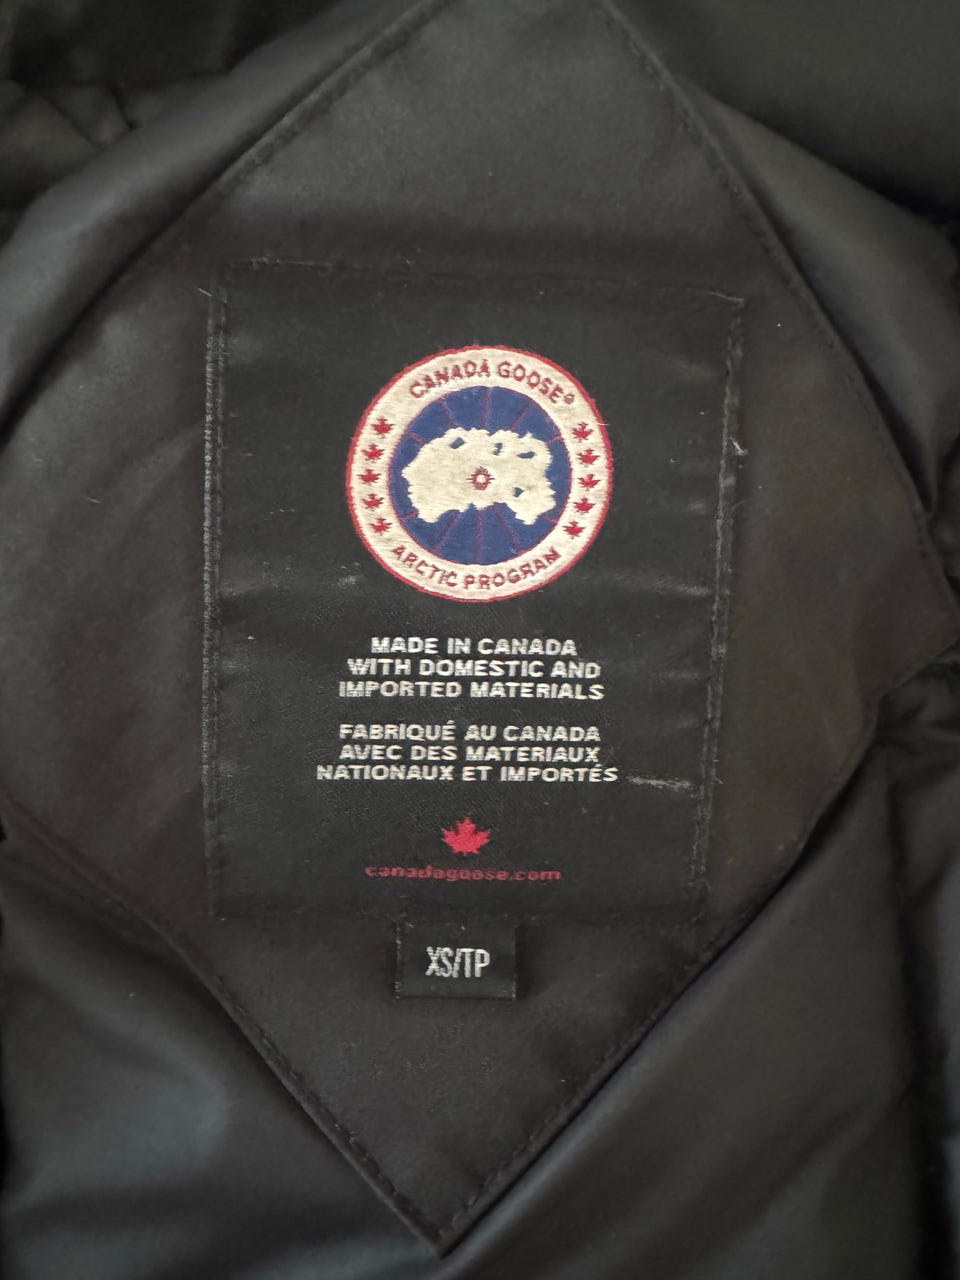 CANADA GOOSE®
ARCTIC PROGRAM
MADE IN CANADA
WITH DOMESTIC AND
IMPORTED MATERIALS
FABRIQUÉ AU CANADA
AVEC DES MATERIAUX
NATIONAUX ET IMPORTÉS
canadagoose.com
XS/TP